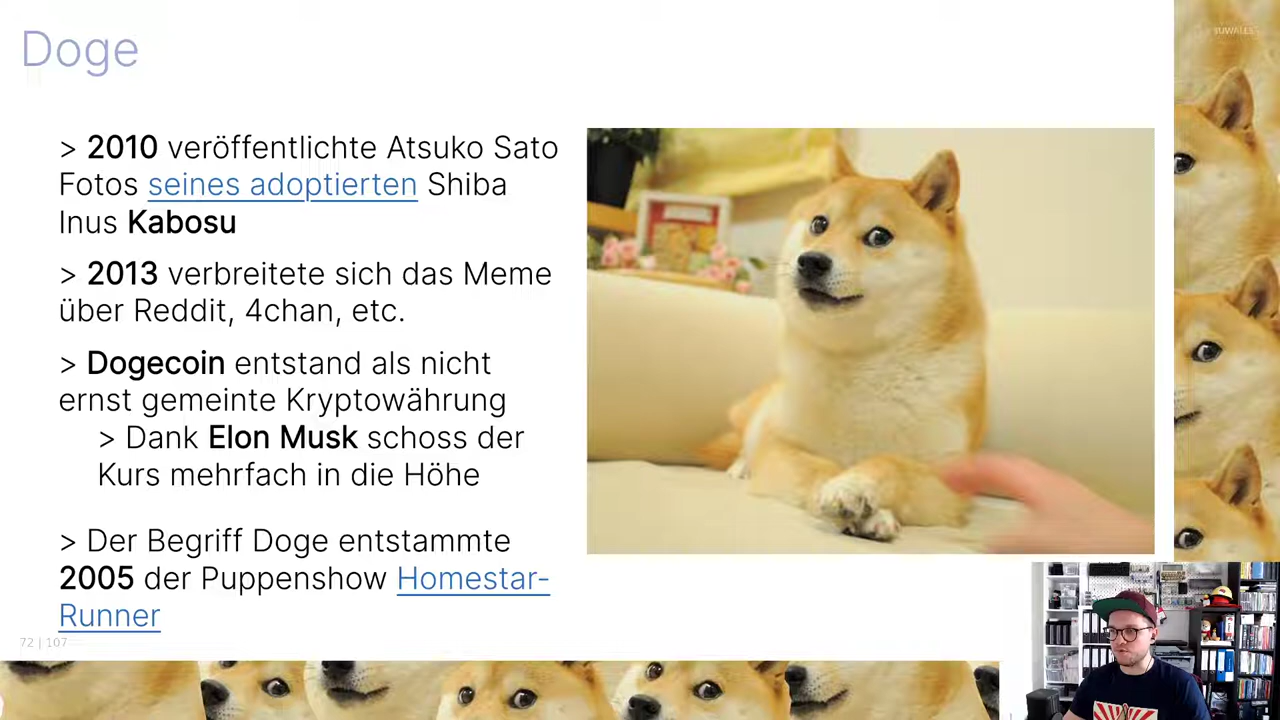 Doge
> 2010 veröffentlichte Atsuko Sato
Fotos seines adoptierten Shiba
Inus Kabosu
> 2013 verbreitete sich das Meme
über Reddit, 4chan, etc.
> Dogecoin entstand als nicht
ernst gemeinte Kryptowährung
> Dank Elon Musk schoss der
Kurs mehrfach in die Höhe
> Der Begriff Doge entstammte
2005 der Puppenshow Homestar-
Runner
72 | 107